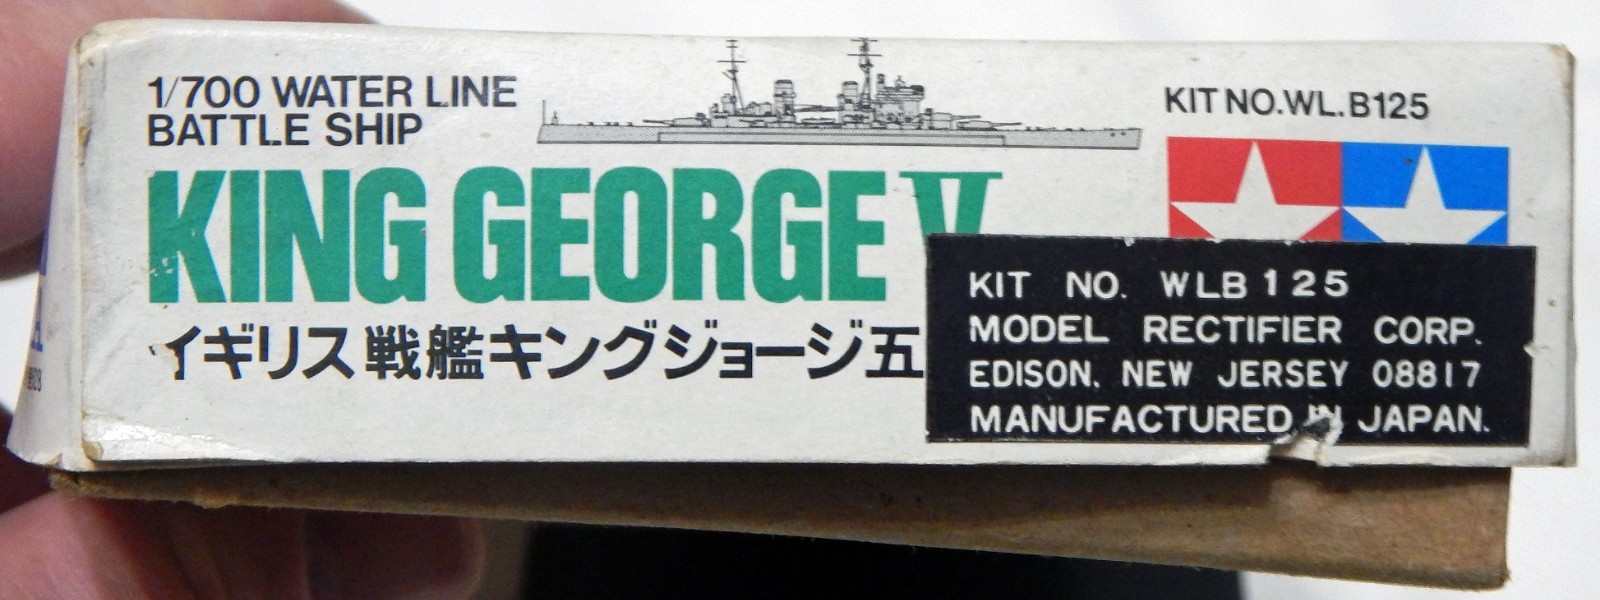 1/700 WATER LINE
BATTLE SHIP
KIT NO.WL.B125
KING GEORGE V
イギリス戦艦キングジョージ五
KIT NO. WLB 125
MODEL RECTIFIER CORP.
EDISON. NEW JERSEY 08817
MANUFACTURED IN JAPAN.